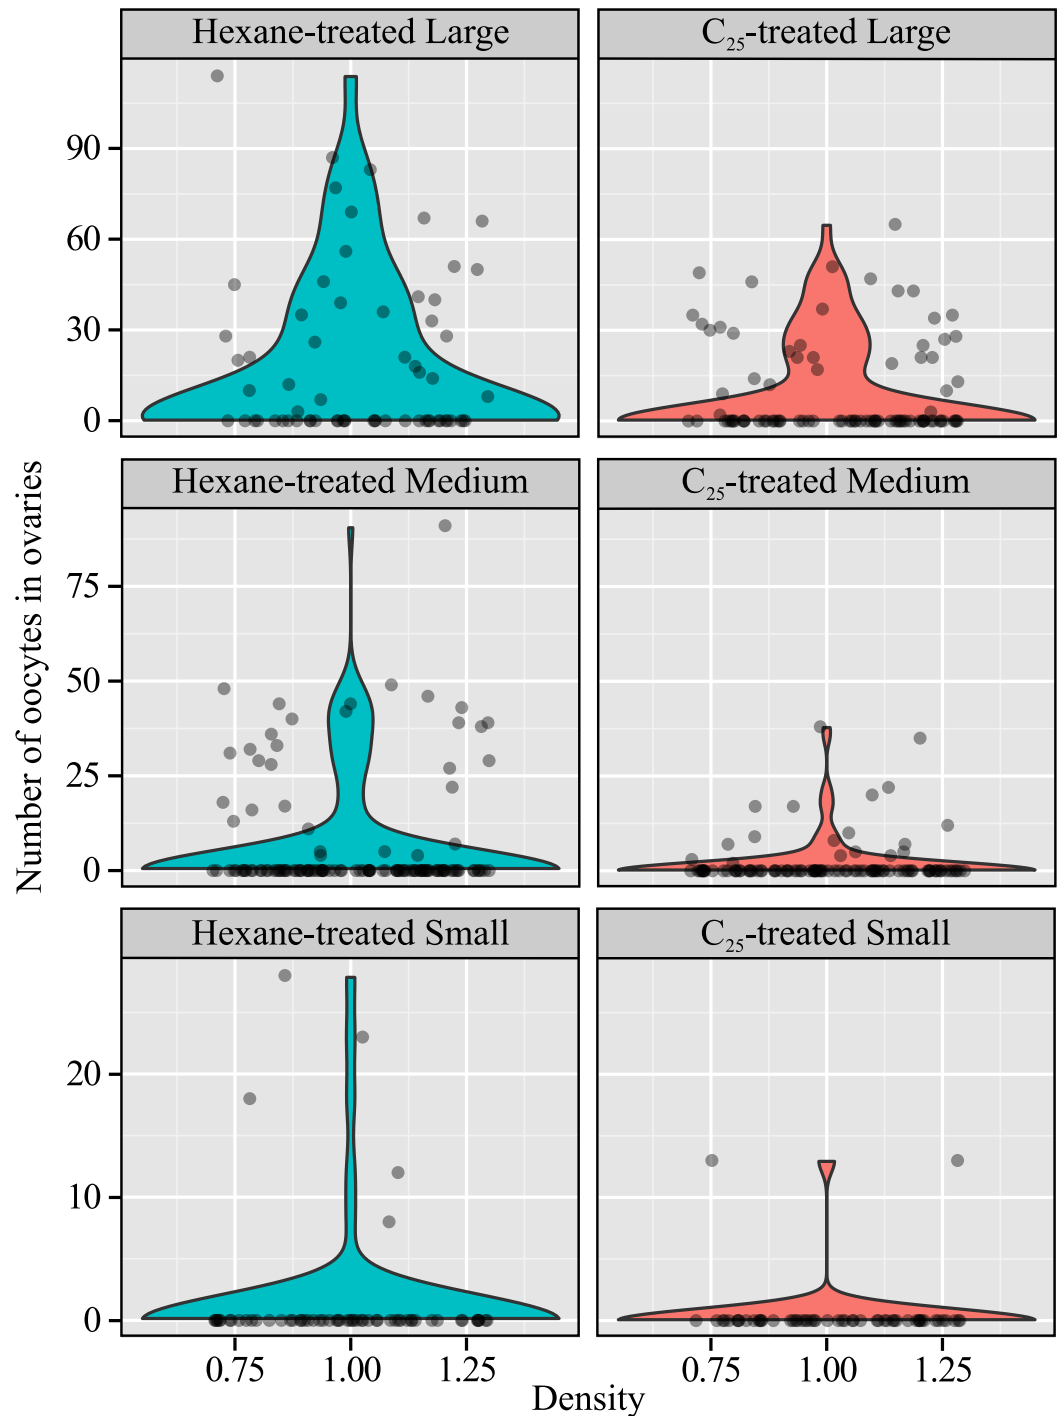 Hexane-treated Large
C₂₅-treated Large
90
60
30
0
Hexane-treated Medium
C₂₅-treated Medium
Number of oocytes in ovaries
75
50
25
0
Hexane-treated Small
C₂₅-treated Small
20
10
0
0.75 1.00 1.25
0.75 1.00 1.25
Density